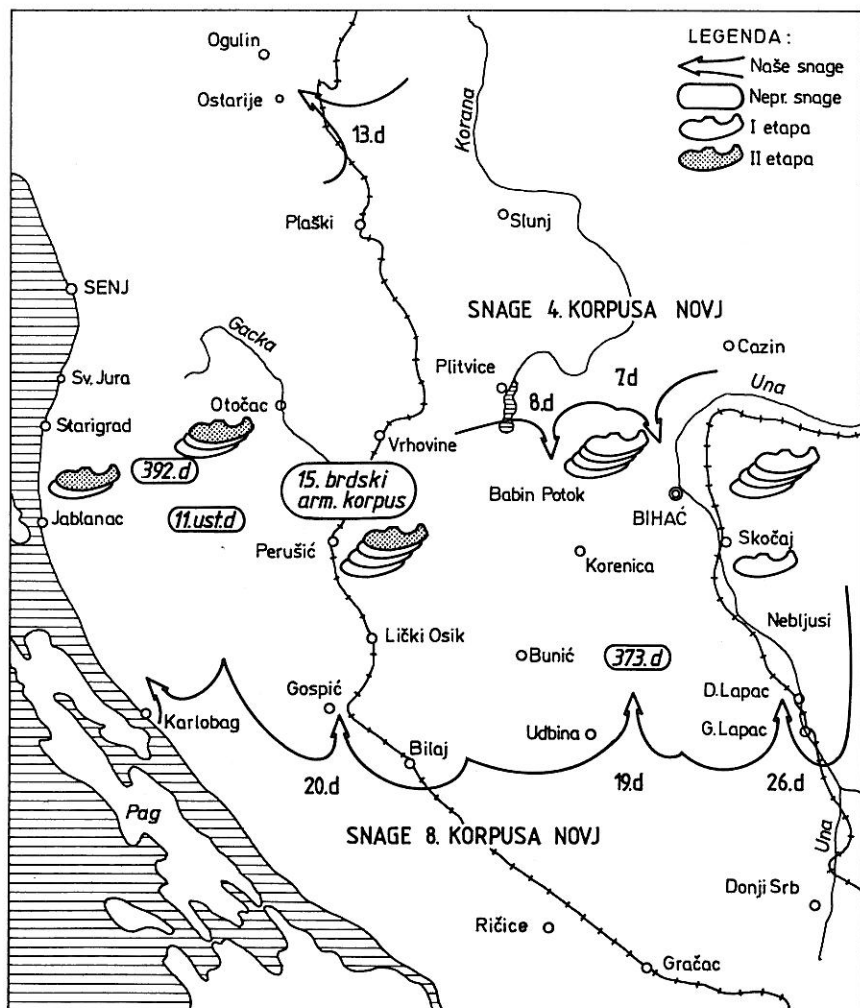 Ogulin
Ostarije
13.d
Korana
LEGENDA:
Naše snage
Nepr. snage
I etapa
II etapa
Plaški
Slunj
SENJ
SNAGE 4. KORPUSA NOVJ
Gacka
Cazin
Una
Sv. Jura
Plitvice
7.d
Otočac
8.d
Starigrad
Vrhovine
392.d
15. brdski
arm. korpus
Babin Potok
BIHAĆ
11.ust.d
Jablanac
Perušić
Skočaj
Korenica
Nebljusi
Lički Osik
Bunić
373.d
Gospić
D.Lapac
Karlobag
Udbina
G.Lapac
Bilaj
20.d
19.d
26.d
Pag
SNAGE 8. KORPUSA NOVJ
Una
Donji Srb
Ričice
Gračac